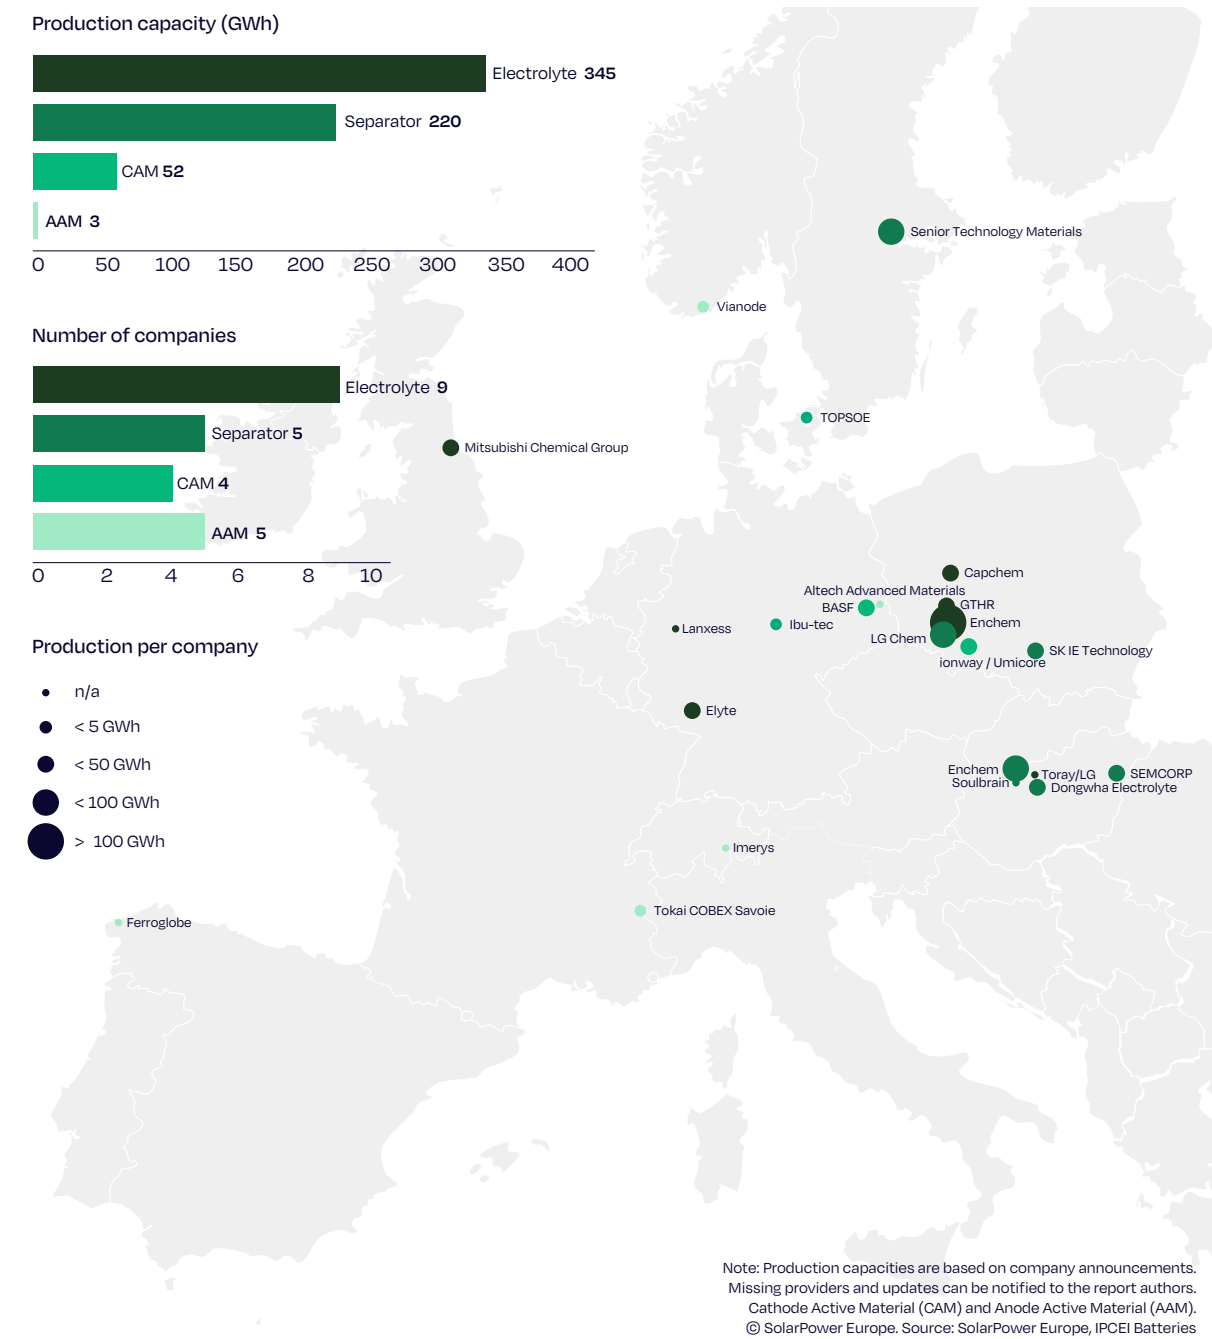 Production capacity (GWh)
Electrolyte 345
Separator 220
CAM 52
AAM 3
0 50 100 150 200 250 300 350 400
Number of companies
Electrolyte 9
Separator 5
CAM 4
AAM 5
0 2 4 6 8 10
Production per company
n/a
< 5 GWh
< 50 GWh
< 100 GWh
> 100 GWh
Senior Technology Materials
Vianode
TOPSOE
Mitsubishi Chemical Group
Capchem
Altech Advanced Materials
GTHR
BASF
Enchem
Ibu-tec
Lanxess
LG Chem
SK IE Technology
ionway / Umicore
Elyte
Enchem
Toray/LG
SEMCORP
Soulbrain
Dongwha Electrolyte
Imerys
Tokai COBEX Savoie
Ferroglobe
Note: Production capacities are based on company announcements.
Missing providers and updates can be notified to the report authors.
Cathode Active Material (CAM) and Anode Active Material (AAM).
© SolarPower Europe. Source: SolarPower Europe, IPCEI Batteries